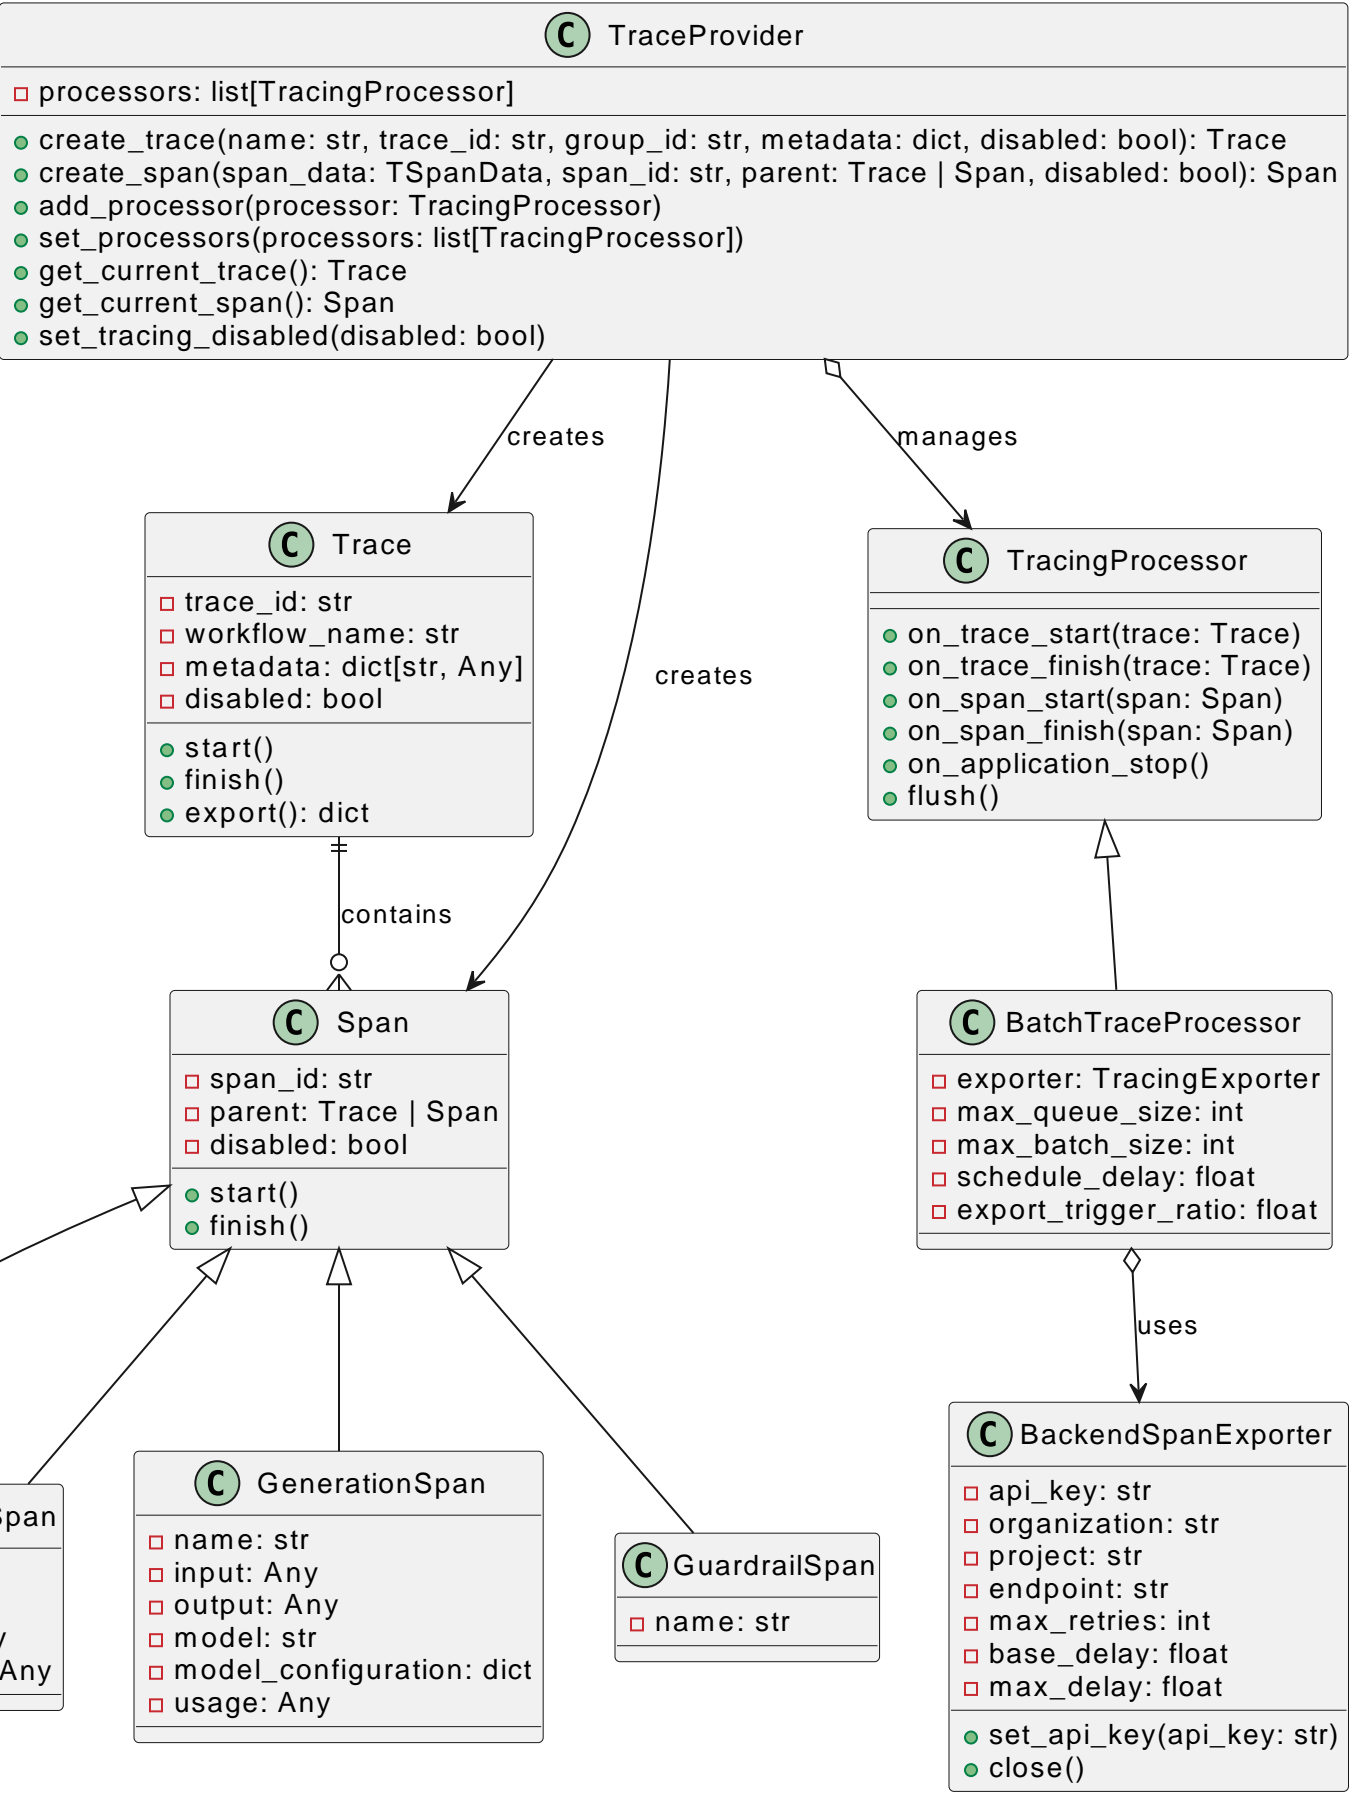 C TraceProvider
processors: list[TracingProcessor]
create_trace(name: str, trace_id: str, group_id: str, metadata: dict, disabled: bool): Trace
create_span(span_data: TSpanData, span_id: str, parent: Trace | Span, disabled: bool): Span
add_processor(processor: TracingProcessor)
set_processors(processors: list[TracingProcessor])
get_current_trace(): Trace
get_current_span(): Span
set_tracing_disabled(disabled: bool)
creates
manages
creates
C Trace
trace_id: str
workflow_name: str
metadata: dict[str, Any]
disabled: bool
start()
finish()
export(): dict
C TracingProcessor
on_trace_start(trace: Trace)
on_trace_finish(trace: Trace)
on_span_start(span: Span)
on_span_finish(span: Span)
on_application_stop()
flush()
contains
C Span
span_id: str
parent: Trace | Span
disabled: bool
start()
finish()
C BatchTraceProcessor
exporter: TracingExporter
max_queue_size: int
max_batch_size: int
schedule_delay: float
export_trigger_ratio: float
uses
Span
Any
C GenerationSpan
name: str
input: Any
output: Any
model: str
model_configuration: dict
usage: Any
C GuardrailSpan
name: str
C BackendSpanExporter
api_key: str
organization: str
project: str
endpoint: str
max_retries: int
base_delay: float
max_delay: float
set_api_key(api_key: str)
close()